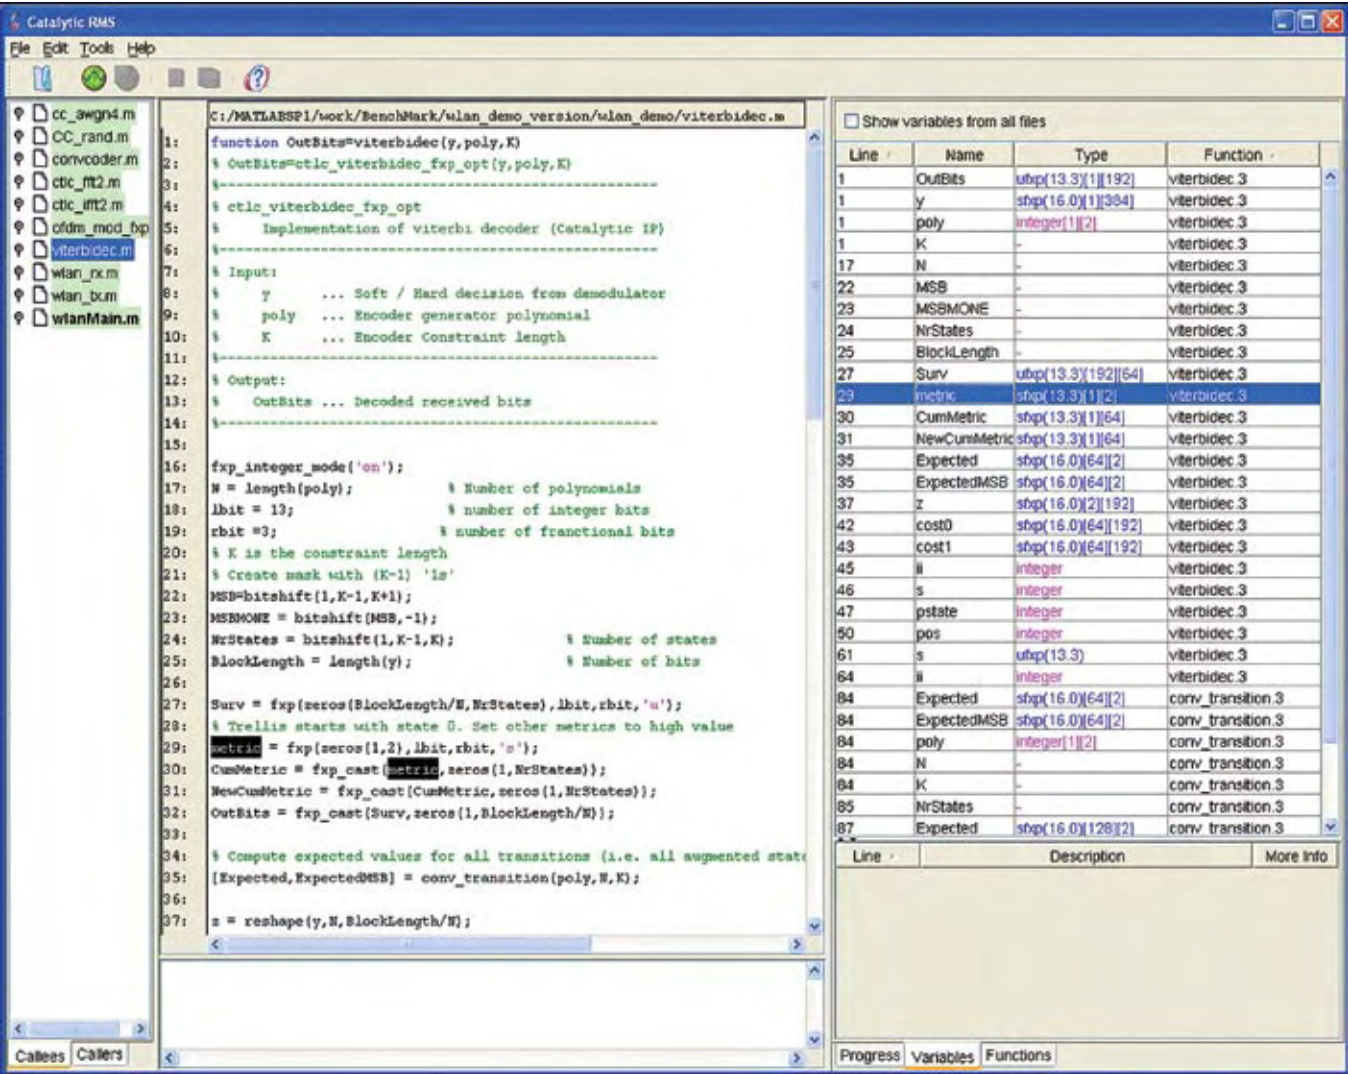 Catalytic RMS
File Edit Tools Help
cc_awgn4.m
CC_rand.m
convcoder.m
ctlc_fft2.m
ctlc_ifft2.m
ofdm_mod_fxp
viterbidec.m
wlan_rx.m
wlan_tx.m
wlanMain.m
Callees Callers
C:/MATLABSP1/work/BenchMark/wlan_demo_version/wlan_demo/viterbidec.m
1: function OutBits=viterbidec(y,poly,K)
2: % OutBits=ctlc_viterbidec_fxp_opt(y,poly,K)
3: %-----------------------------------------------------
4: % ctlc_viterbidec_fxp_opt
5: % Implementation of viterbi decoder (Catalytic IP)
6: %-----------------------------------------------------
7: % Input:
8: % y ... Soft / Hard decision from demodulator
9: % poly ... Encoder generator polynomial
10: % K ... Encoder Constraint length
11: %-----------------------------------------------------
12: % Output:
13: % OutBits ... Decoded received bits
14: %-----------------------------------------------------
15:
16: fxp_integer_mode('on');
17: N = length(poly); % Number of polynomials
18: lbit = 13; % number of integer bits
19: rbit =3; % number of franctional bits
20: % K is the constraint length
21: % Create mask with (K-1) '1s'
22: MSB=bitshift(1,K-1,K+1);
23: MSBMONE = bitshift(MSB,-1);
24: NrStates = bitshift(1,K-1,K); % Number of states
25: BlockLength = length(y); % Number of bits
26:
27: Surv = fxp(zeros(BlockLength/N,NrStates),lbit,rbit,'u');
28: % Trellis starts with state 0. Set other metrics to high value
29: metric = fxp(zeros(1,2),lbit,rbit,'s');
30: CumMetric = fxp_cast(metric,zeros(1,NrStates));
31: NewCumMetric = fxp_cast(CumMetric,zeros(1,NrStates));
32: OutBits = fxp_cast(Surv,zeros(1,BlockLength/N));
33:
34: % Compute expected values for all transitions (i.e. all augmented state
35: [Expected,ExpectedMSB] = conv_transition(poly,N,K);
36:
37: z = reshape(y,N,BlockLength/N);
Show variables from all files
Line Name Type Function
1 OutBits ufxp(13.3)[1][192] viterbidec.3
1 y sfxp(16.0)[1][384] viterbidec.3
1 poly integer[1][2] viterbidec.3
1 K - viterbidec.3
17 N - viterbidec.3
22 MSB - viterbidec.3
23 MSBMONE - viterbidec.3
24 NrStates - viterbidec.3
25 BlockLength - viterbidec.3
27 Surv ufxp(13.3)[192][64] viterbidec.3
29 metric sfxp(13.3)[1][2] viterbidec.3
30 CumMetric sfxp(13.3)[1][64] viterbidec.3
31 NewCumMetric sfxp(13.3)[1][64] viterbidec.3
35 Expected sfxp(16.0)[64][2] viterbidec.3
35 ExpectedMSB sfxp(16.0)[64][2] viterbidec.3
37 z sfxp(16.0)[2][192] viterbidec.3
42 cost0 sfxp(16.0)[64][192] viterbidec.3
43 cost1 sfxp(16.0)[64][192] viterbidec.3
45 ii integer viterbidec.3
46 s integer viterbidec.3
47 pstate integer viterbidec.3
50 pos integer viterbidec.3
61 s ufxp(13.3) viterbidec.3
64 ii integer viterbidec.3
84 Expected sfxp(16.0)[64][2] conv_transition.3
84 ExpectedMSB sfxp(16.0)[64][2] conv_transition.3
84 poly integer[1][2] conv_transition.3
84 N - conv_transition.3
84 K - conv_transition.3
85 NrStates - conv_transition.3
87 Expected sfxp(16.0)[128][2] conv_transition.3
Line Description More Info
Progress Variables Functions